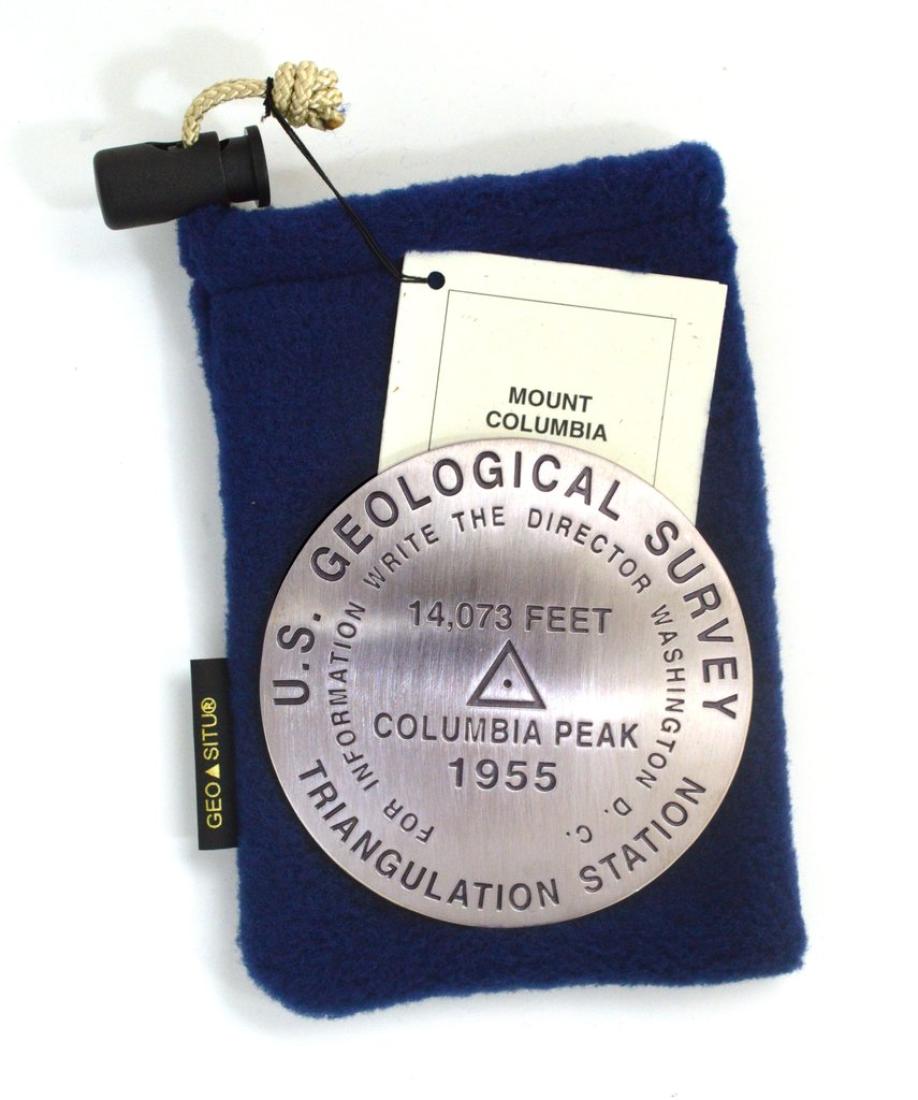 MOUNT
COLUMBIA
U.S. GEOLOGICAL SURVEY
FOR INFORMATION WRITE THE DIRECTOR WASHINGTON D. C.
14,073 FEET
COLUMBIA PEAK
1955
TRIANGULATION STATION
GEO▲SITU®